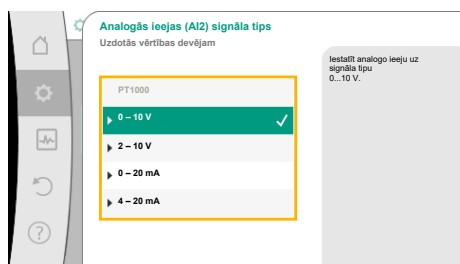 Analogās ieejas (AI2) signāla tips
Uzdotās vērtības devējam
Iestatīt analogo ieeju uz
signāla tipu
0...10 V.
PT1000
0 – 10 V
2 – 10 V
0 – 20 mA
4 – 20 mA
?